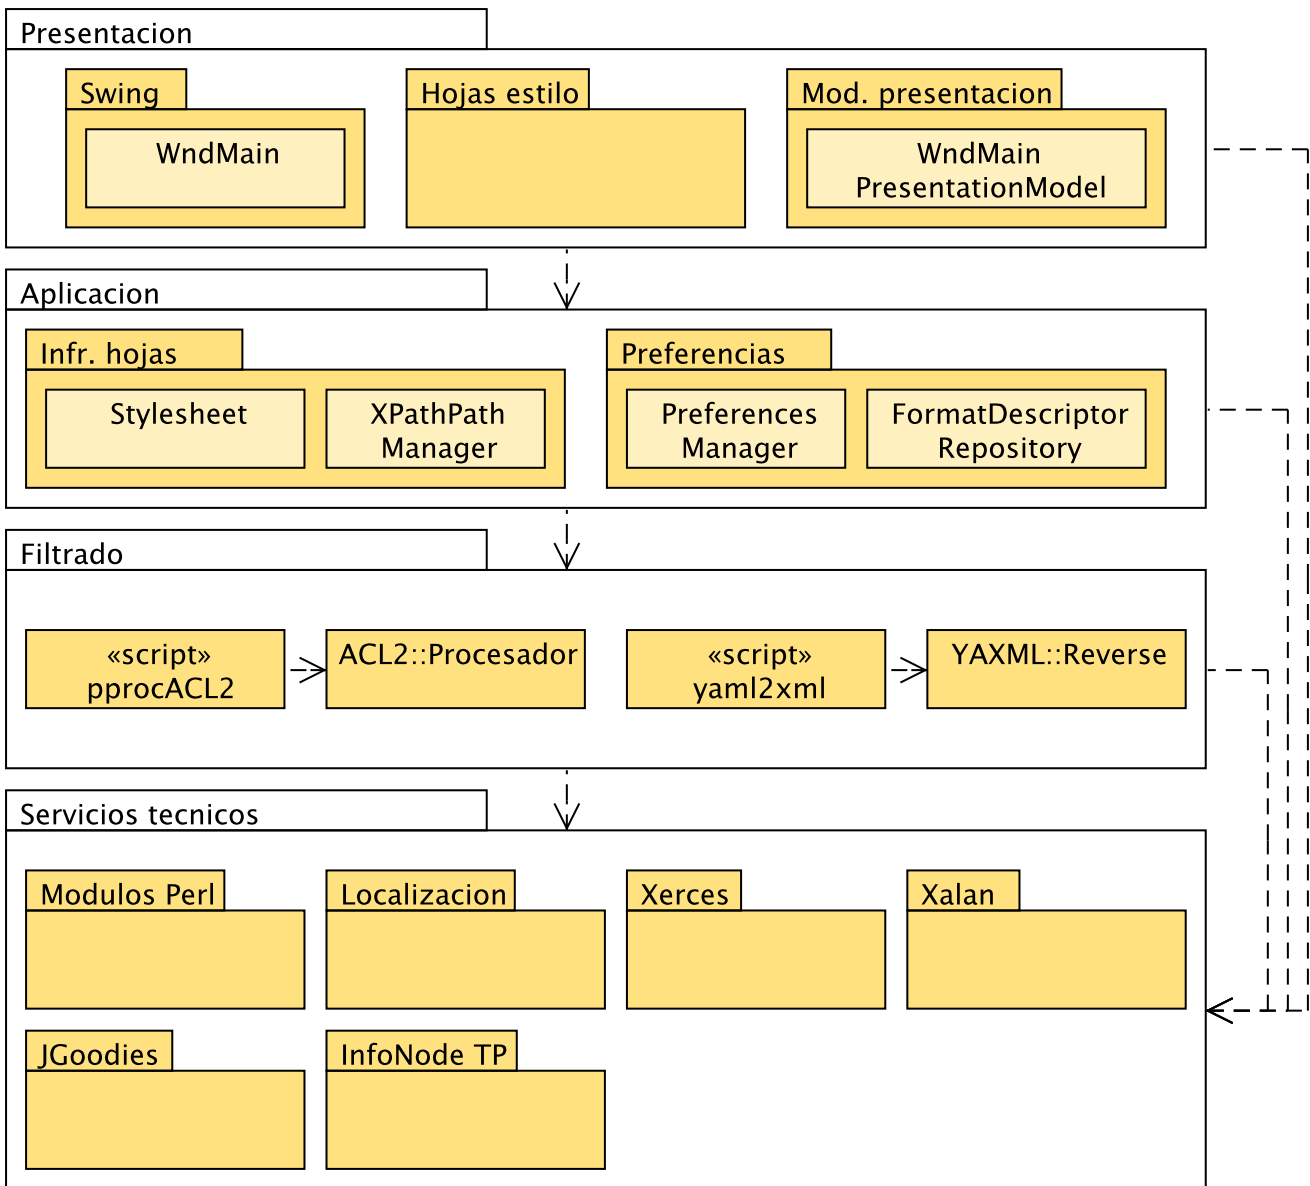 Presentacion
Swing
Hojas estilo
Mod. presentacion
WndMain
WndMain
PresentationModel
Aplicacion
Infr. hojas
Preferencias
Stylesheet
XPathPath
Manager
Preferences
Manager
FormatDescriptor
Repository
Filtrado
«script»
pprocACL2
ACL2::Procesador
«script»
yaml2xml
YAXML::Reverse
Servicios tecnicos
Modulos Perl
Localizacion
Xerces
Xalan
JGoodies
InfoNode TP